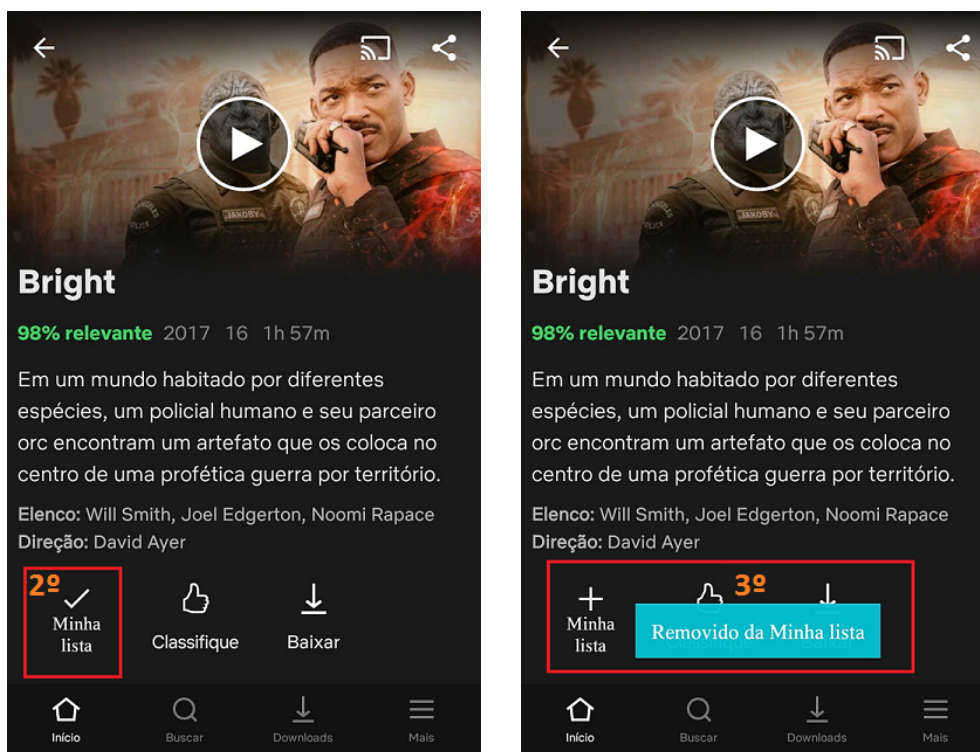 JAKOBY
POLICE
Bright
98% relevante 2017 16 1h 57m
Em um mundo habitado por diferentes
espécies, um policial humano e seu parceiro
orc encontram um artefato que os coloca no
centro de uma profética guerra por território.
Elenco: Will Smith, Joel Edgerton, Noomi Rapace
Direção: David Ayer
2º
Minha
lista
Classifique
Baixar
Início
Buscar
Downloads
Mais
JAKOBY
Bright
98% relevante 2017 16 1h 57m
Em um mundo habitado por diferentes
espécies, um policial humano e seu parceiro
orc encontram um artefato que os coloca no
centro de uma profética guerra por território.
Elenco: Will Smith, Joel Edgerton, Noomi Rapace
Direção: David Ayer
3º
Minha
lista
Removido da Minha lista
Classifique
Baixar
Início
Buscar
Downloads
Mais